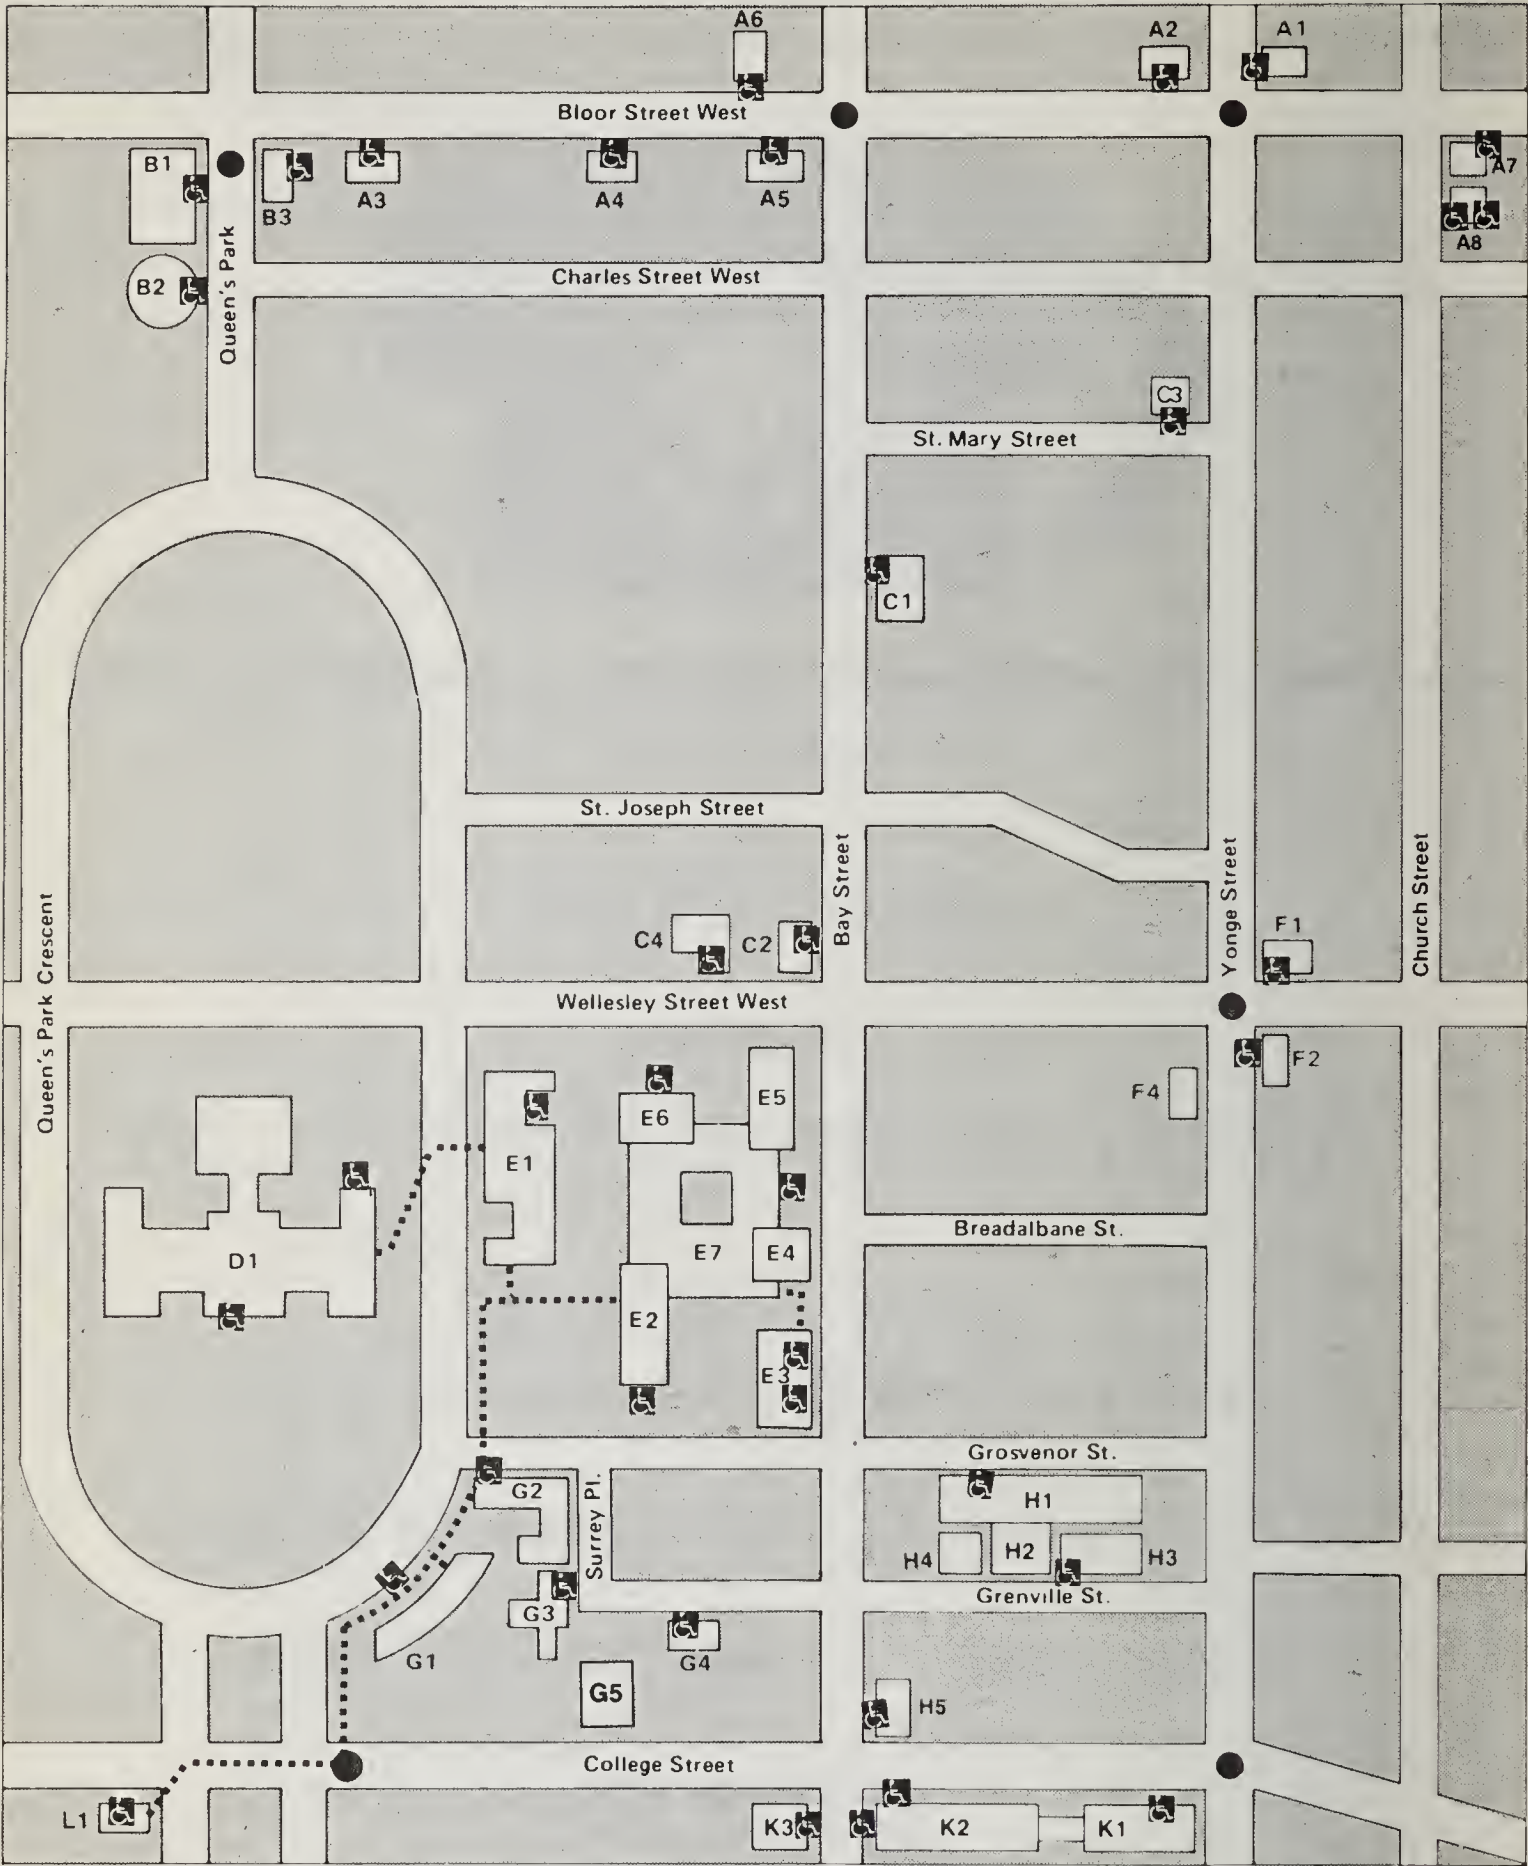 A6
A2
A1
Bloor Street West
B1
B3
A3
A4
A5
A7
A8
B2
Charles Street West
Queen's Park
C3
St. Mary Street
C1
St. Joseph Street
Bay Street
Yonge Street
Church Street
Queen's Park Crescent
C4
C2
F1
Wellesley Street West
F2
F4
E5
E6
E1
E7
E4
Breadalbane St.
D1
E2
E3
Grosvenor St.
G2
Surrey Pl.
H1
H4
H2
H3
Grenville St.
G3
G1
G4
G5
H5
College Street
L1
K3
K2
K1